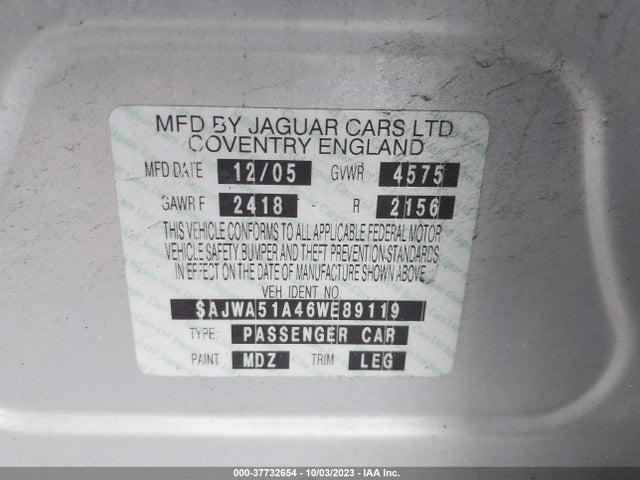 MFD BY JAGUAR CARS LTD
COVENTRY ENGLAND
MFD DATE 12/05 GVWR 4575
GAWR F 2418 R 2156
THIS VEHICLE CONFORMS TO ALL APPLICABLE FEDERAL MOTOR
VEHICLE SAFETY BUMPER AND THEFT PREVENTION STANDARDS
IN EFFECT ON THE DATE OF MANUFACTURE SHOWN ABOVE
VEH IDENT NO.
SAJWA51A46WE89119
TYPE PASSENGER CAR
PAINT MDZ TRIM LEG
000-37732654 - 10/03/2023 - IAA Inc.